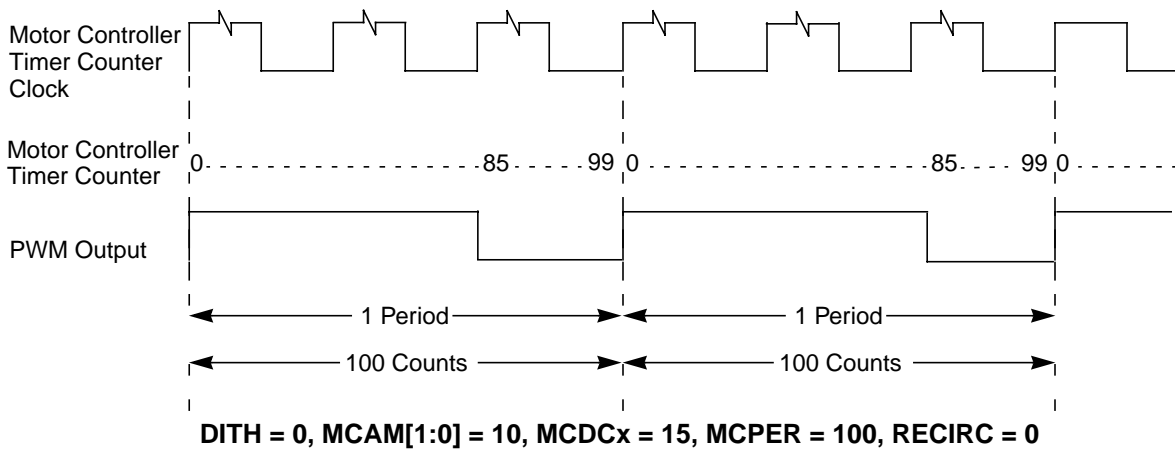 Motor Controller
Timer Counter
Clock
Motor Controller
Timer Counter
0 85 99 0 85 99 0
PWM Output
1 Period 1 Period
100 Counts 100 Counts
DITH = 0, MCAM[1:0] = 10, MCDCx = 15, MCPER = 100, RECIRC = 0